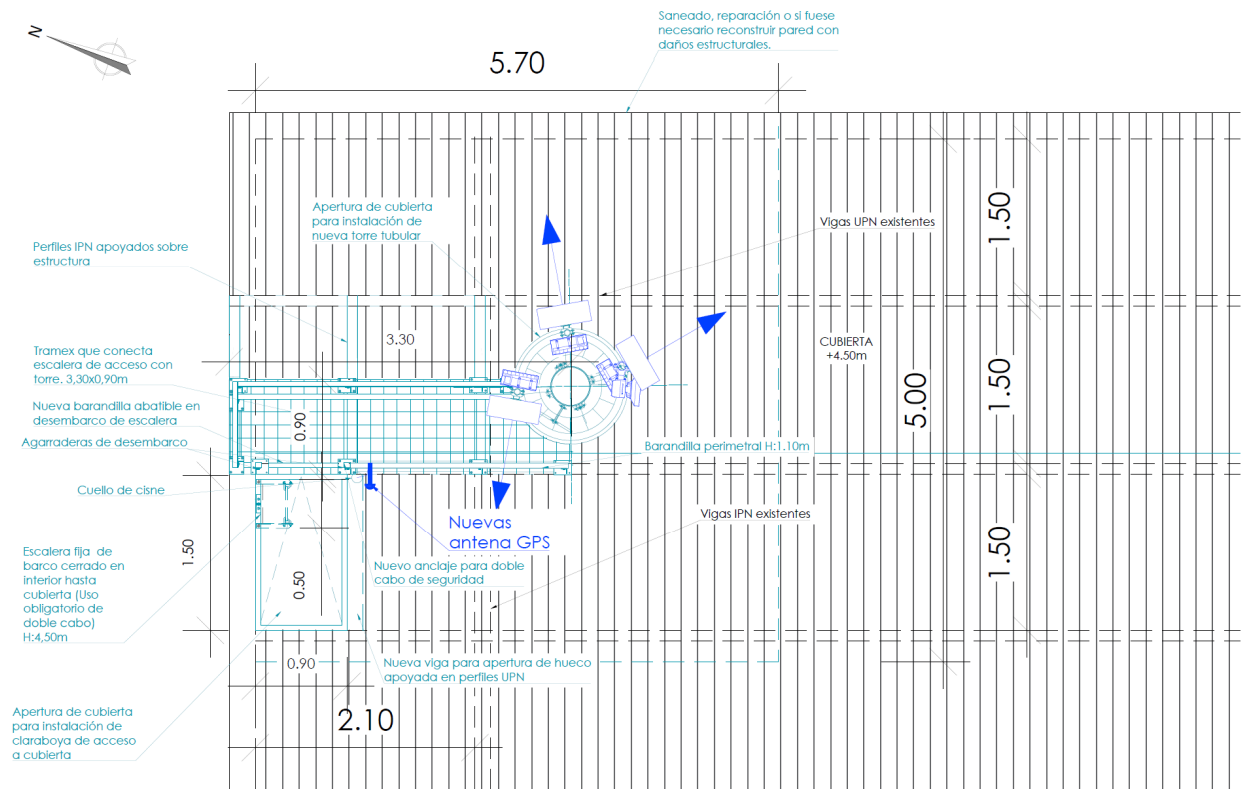 N
Saneado, reparación o si fuese
necesario reconstruir pared con
daños estructurales.
5.70
Apertura de cubierta
para instalación de
nueva torre tubular
Vigas UPN existentes
1.50
Perfiles IPN apoyados sobre
estructura
3.30
CUBIERTA
+4.50m
Tramex que conecta
escalera de acceso con
torre. 3,30x0,90m
1.50
5.00
Nueva barandilla abatible en
desembarco de escalera
0.90
Agarraderas de desembarco
Barandilla perimetral H:1.10m
Cuello de cisne
Nuevas
antena GPS
Vigas IPN existentes
1.50
1.50
Escalera fija de
barco cerrado en
interior hasta
cubierta (Uso
obligatorio de
doble cabo)
H:4,50m
0.50
Nuevo anclaje para doble
cabo de seguridad
0.90
Nueva viga para apertura de hueco
apoyada en perfiles UPN
2.10
Apertura de cubierta
para instalación de
claraboya de acceso
a cubierta